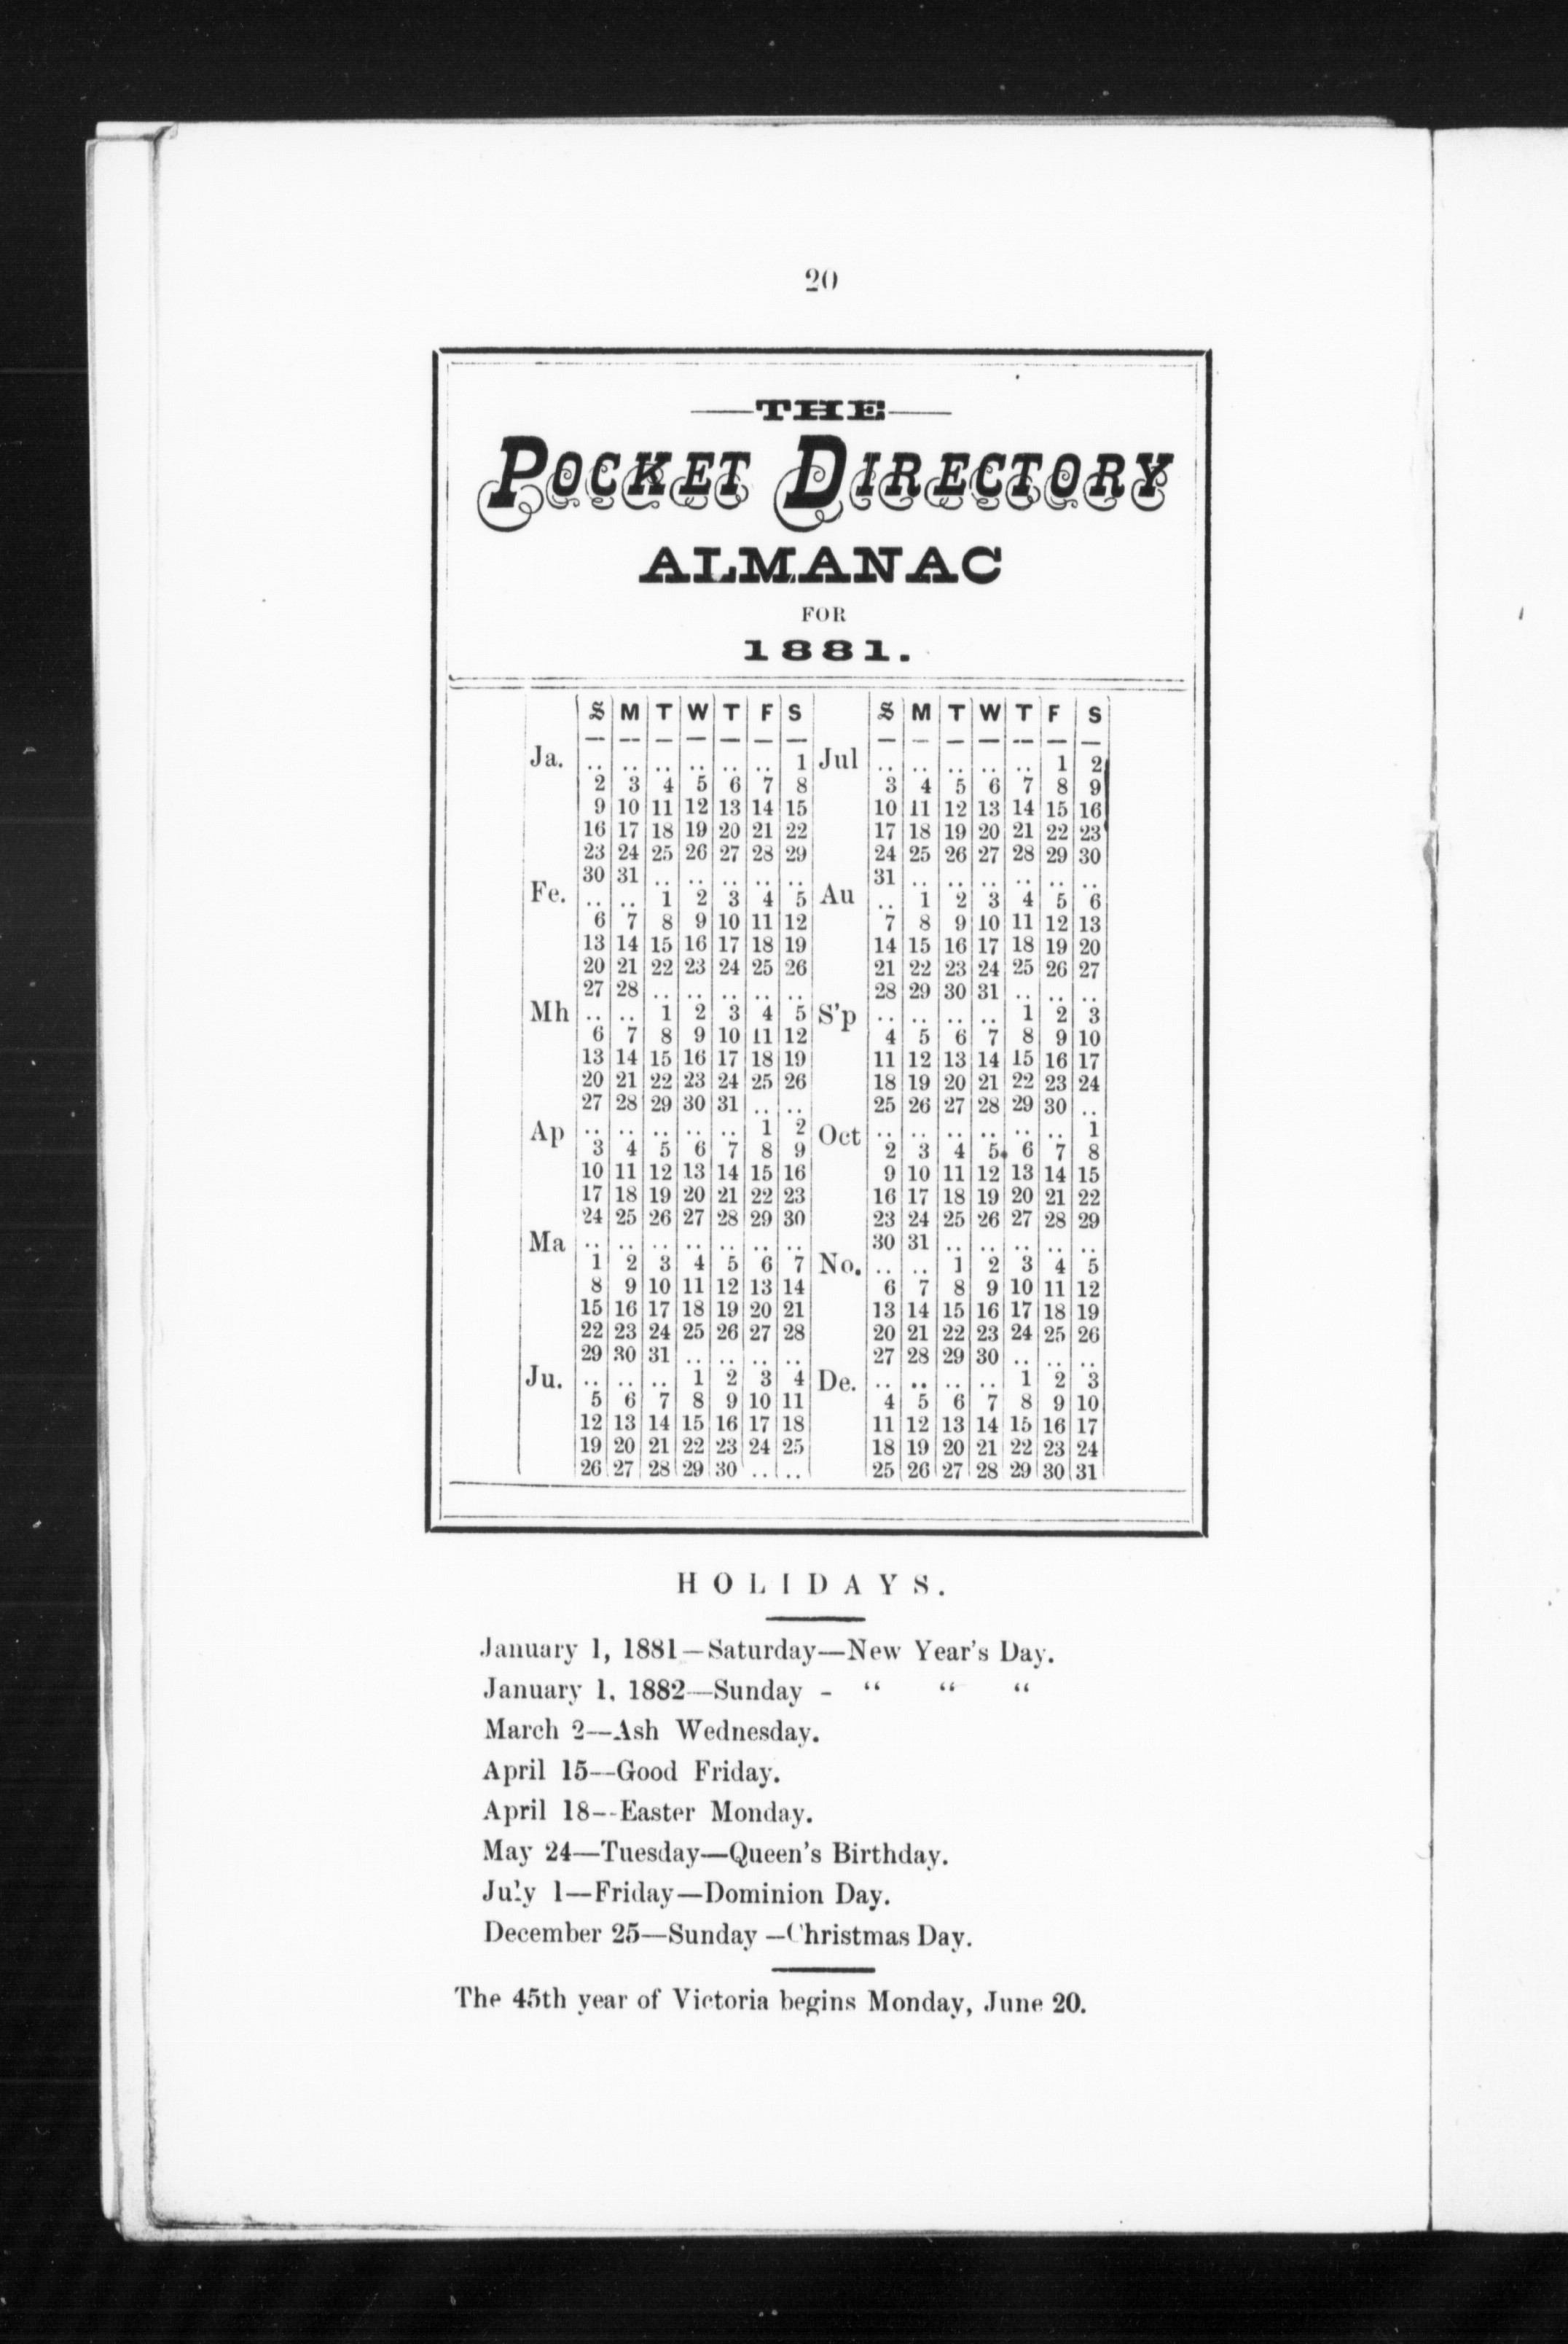 20
THE
POCKET DIRECTORY
ALMANAC
FOR
1881.
S M T W T F S
Ja. .. .. .. .. .. .. 1
2 3 4 5 6 7 8
9 10 11 12 13 14 15
16 17 18 19 20 21 22
23 24 25 26 27 28 29
30 31 .. .. .. .. ..
Fe. .. .. 1 2 3 4 5
6 7 8 9 10 11 12
13 14 15 16 17 18 19
20 21 22 23 24 25 26
27 28 .. .. .. .. ..
Mh .. .. 1 2 3 4 5
6 7 8 9 10 11 12
13 14 15 16 17 18 19
20 21 22 23 24 25 26
27 28 29 30 31 .. ..
Ap .. .. .. .. .. 1 2
3 4 5 6 7 8 9
10 11 12 13 14 15 16
17 18 19 20 21 22 23
24 25 26 27 28 29 30
Ma .. .. .. .. .. .. ..
1 2 3 4 5 6 7
8 9 10 11 12 13 14
15 16 17 18 19 20 21
22 23 24 25 26 27 28
29 30 31 .. .. .. ..
Ju. .. .. .. 1 2 3 4
5 6 7 8 9 10 11
12 13 14 15 16 17 18
19 20 21 22 23 24 25
26 27 28 29 30 .. ..
S M T W T F S
Jul .. .. .. .. .. 1 2
3 4 5 6 7 8 9
10 11 12 13 14 15 16
17 18 19 20 21 22 23
24 25 26 27 28 29 30
31 .. .. .. .. .. ..
Au .. 1 2 3 4 5 6
7 8 9 10 11 12 13
14 15 16 17 18 19 20
21 22 23 24 25 26 27
28 29 30 31 .. .. ..
S'p .. .. .. .. 1 2 3
4 5 6 7 8 9 10
11 12 13 14 15 16 17
18 19 20 21 22 23 24
25 26 27 28 29 30 ..
Oct .. .. .. .. .. .. 1
2 3 4 5 6 7 8
9 10 11 12 13 14 15
16 17 18 19 20 21 22
23 24 25 26 27 28 29
30 31 .. .. .. .. ..
No. .. .. 1 2 3 4 5
6 7 8 9 10 11 12
13 14 15 16 17 18 19
20 21 22 23 24 25 26
27 28 29 30 .. .. ..
De. .. .. .. .. 1 2 3
4 5 6 7 8 9 10
11 12 13 14 15 16 17
18 19 20 21 22 23 24
25 26 27 28 29 30 31
HOLIDAYS.
January 1, 1881—Saturday—New Year's Day.
January 1, 1882—Sunday - “ “ “
March 2—Ash Wednesday.
April 15—Good Friday.
April 18--Easter Monday.
May 24—Tuesday—Queen's Birthday.
July 1—Friday—Dominion Day.
December 25—Sunday—Christmas Day.
The 45th year of Victoria begins Monday, June 20.